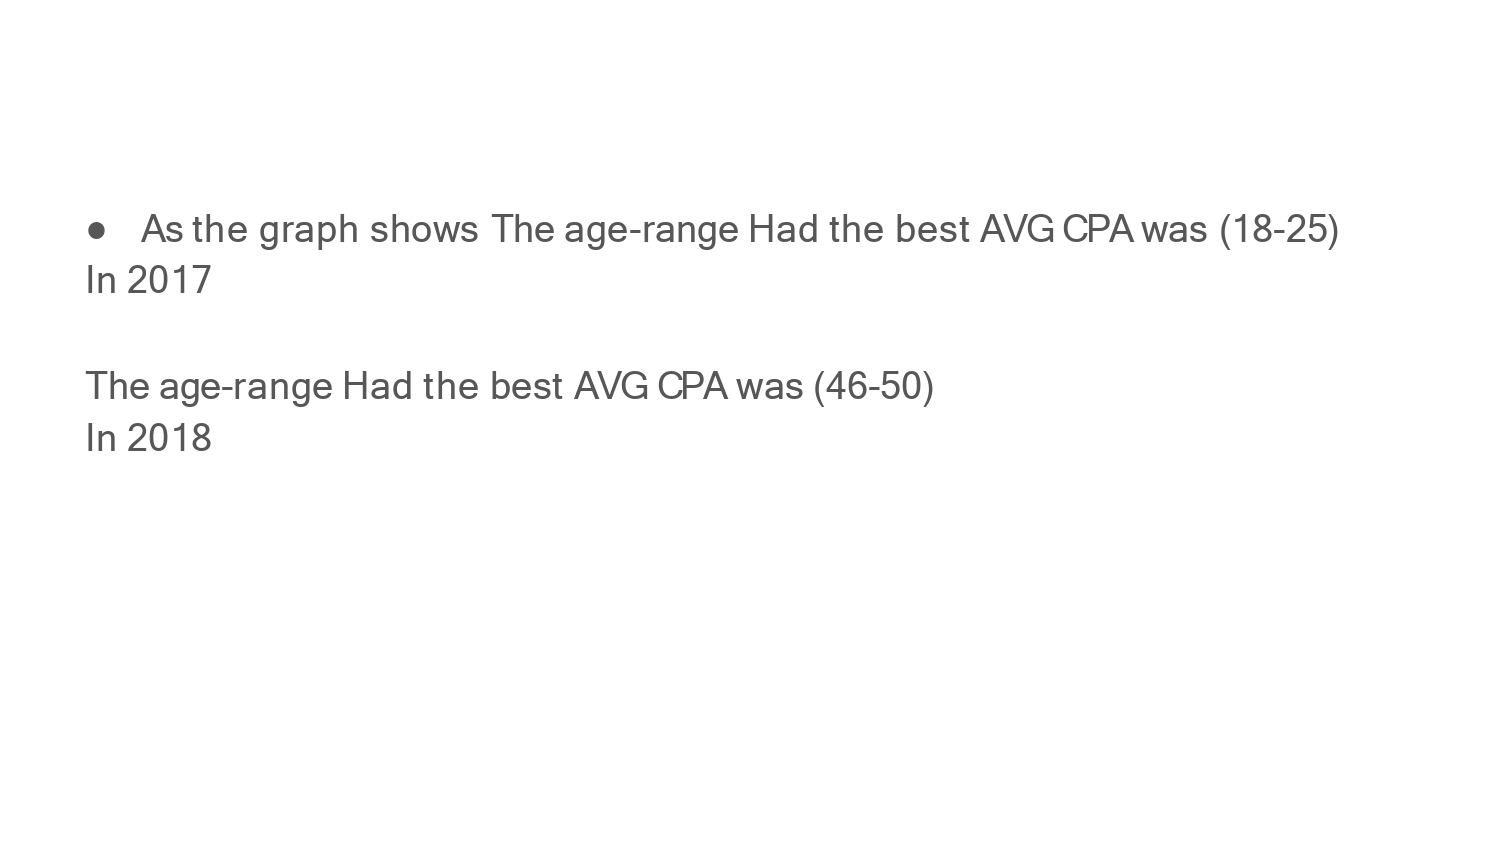 ● As the graph shows The age-range Had the best AVG CPA was (18-25)
In 2017
The age-range Had the best AVG CPA was (46-50)
In 2018